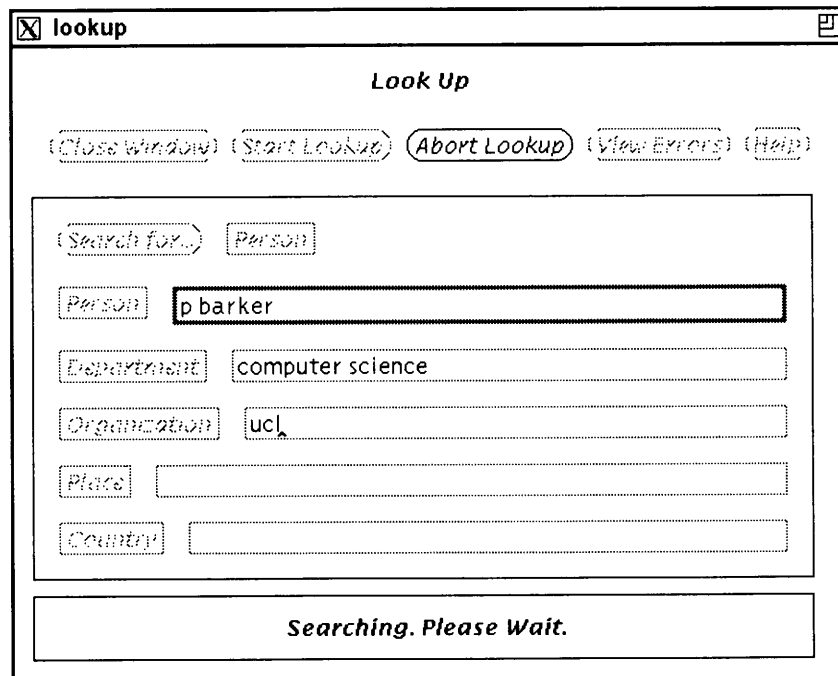 lookup
Look Up
Close Window Start Lookup Abort Lookup View Errors Help
Search for... Person
Person p barker
Department computer science
Organization ucl
Place
Country
Searching. Please Wait.